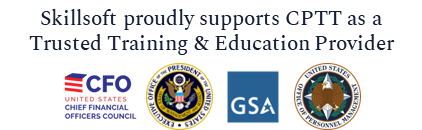 Skillsoft proudly supports CPTT as a
Trusted Training & Education Provider
CFO
UNITED STATES
CHIEF FINANCIAL
OFFICERS COUNCIL
EXECUTIVE OFFICE OF THE PRESIDENT OF THE UNITED STATES
GSA
UNITED STATES
OFFICE OF PERSONNEL MANAGEMENT